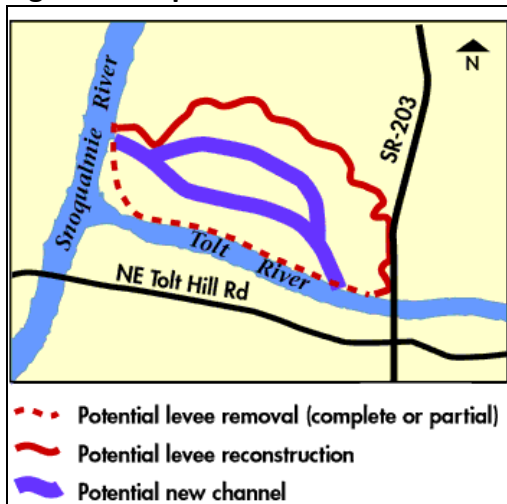 N
Snoqualmie River
SR-203
Tolt River
NE Tolt Hill Rd
Potential levee removal (complete or partial)
Potential levee reconstruction
Potential new channel